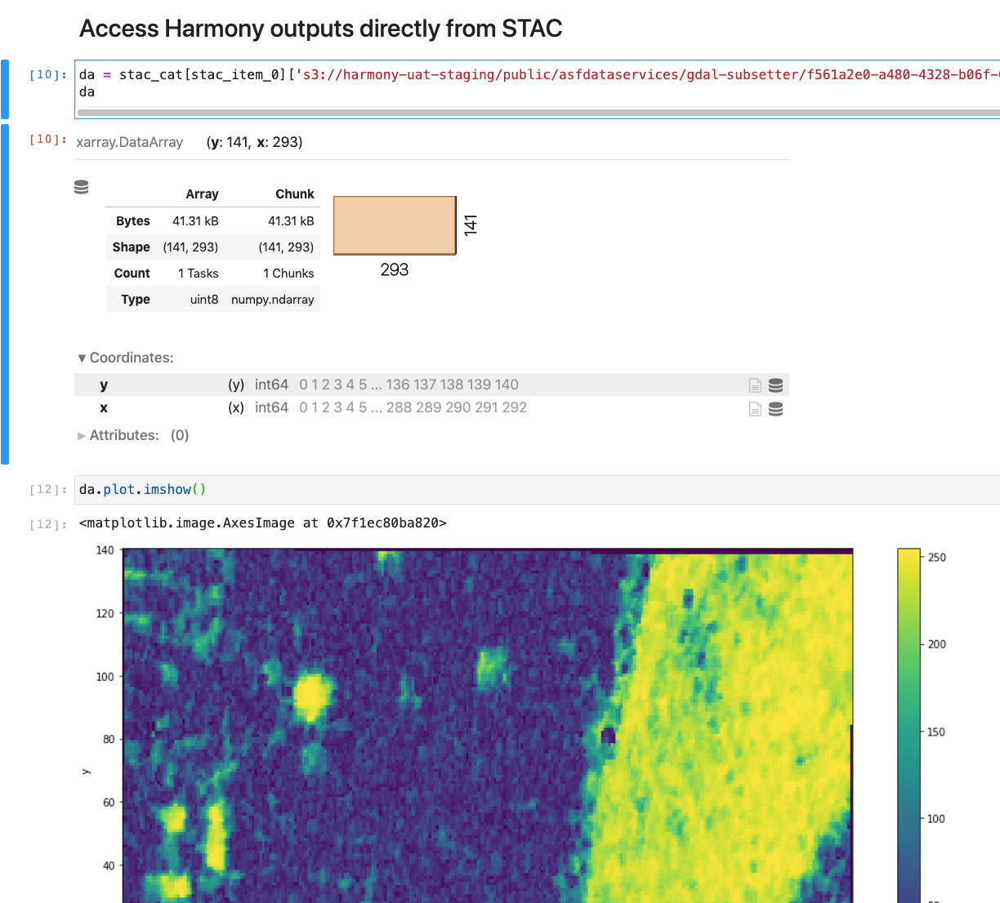 Access Harmony outputs directly from STAC
[10]: da = stac_cat[stac_item_0]['s3://harmony-uat-staging/public/asfdataservices/gdal-subsetter/f561a2e0-a480-4328-b06f-
da
[10]: xarray.DataArray (y: 141, x: 293)
Array Chunk
Bytes 41.31 kB 41.31 kB
Shape (141, 293) (141, 293)
Count 1 Tasks 1 Chunks
Type uint8 numpy.ndarray
141
293
▼ Coordinates:
y (y) int64 0 1 2 3 4 5 ... 136 137 138 139 140
x (x) int64 0 1 2 3 4 5 ... 288 289 290 291 292
► Attributes: (0)
[12]: da.plot.imshow()
[12]: <matplotlib.image.AxesImage at 0x7f1ec80ba820>
140
120
100
80
60
40
y
250
200
150
100